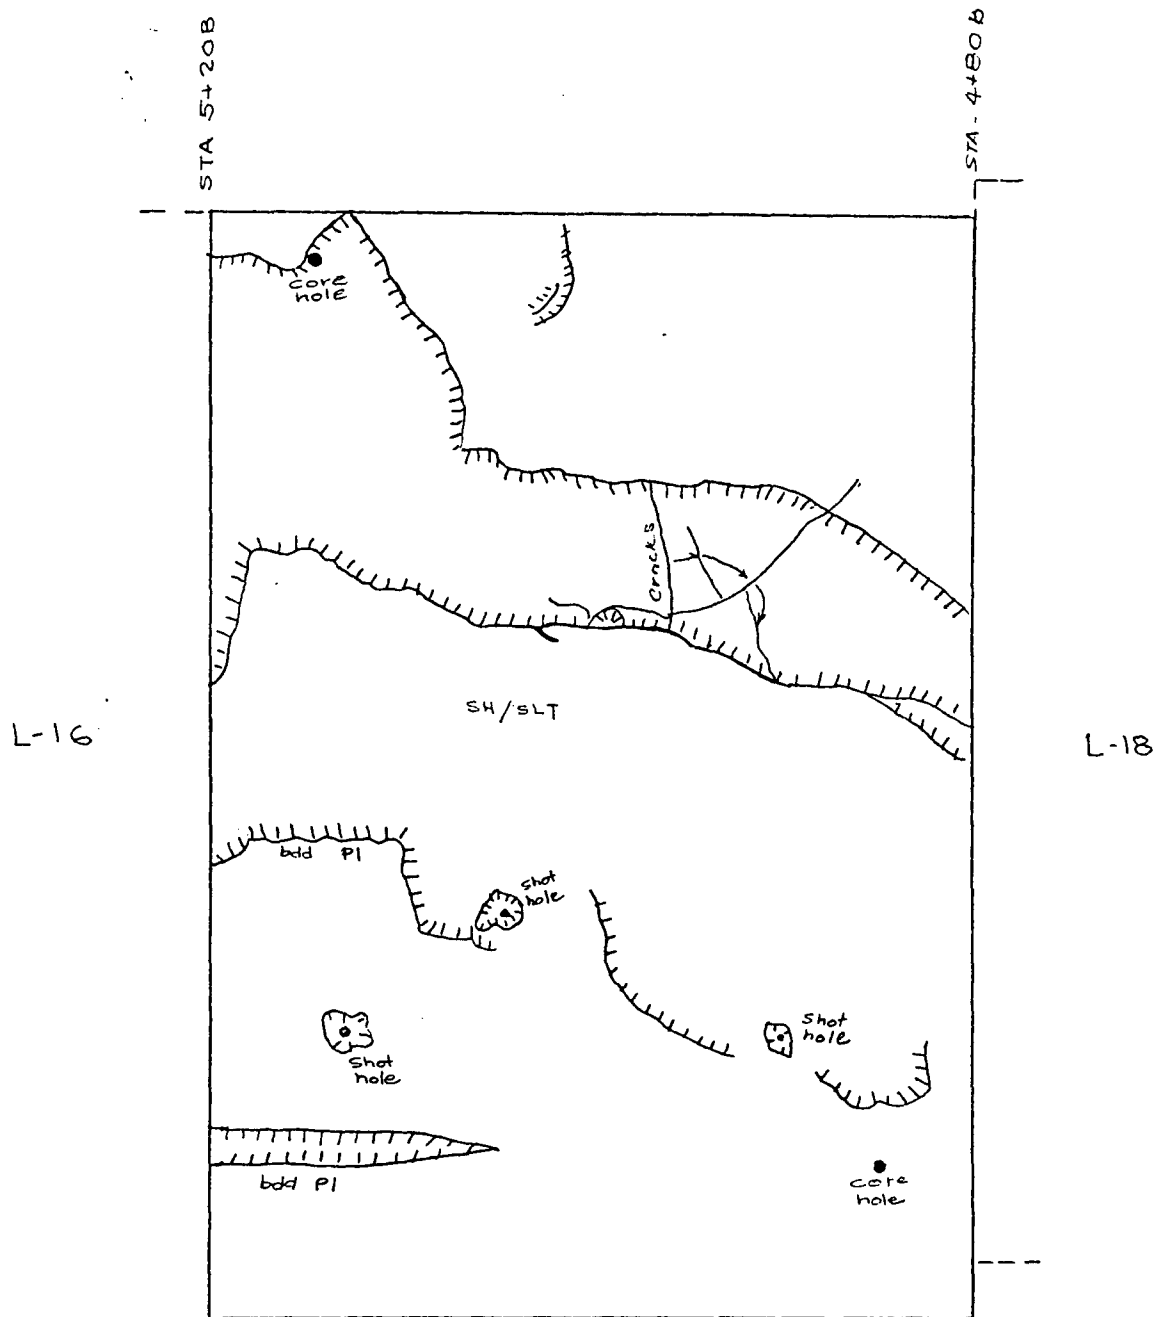 STA 5+20B
STA - 4+80B
core
hole
Cracks
SH/SLT
L-16
L-18
bdd Pl
shot
hole
shot
hole
shot
hole
bdd Pl
core
hole